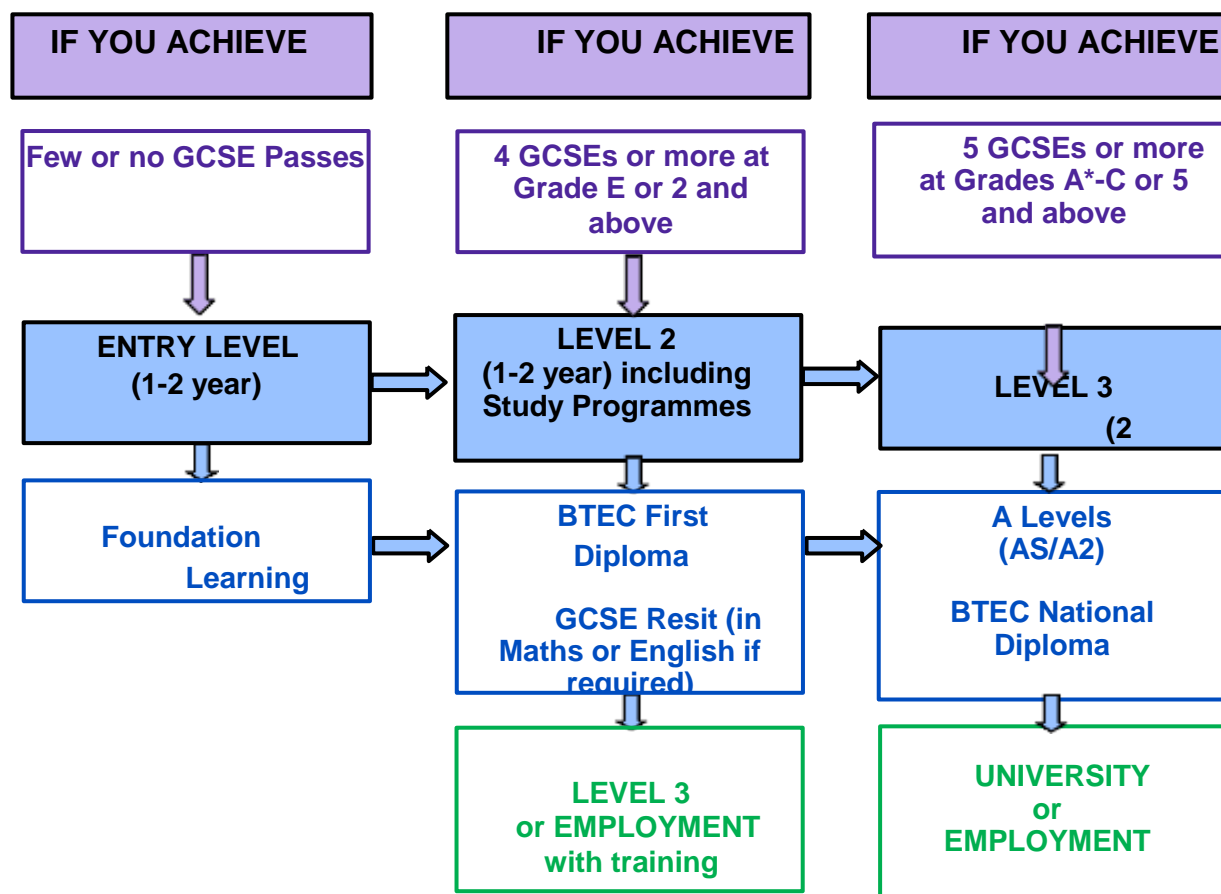 IF YOU ACHIEVE
IF YOU ACHIEVE
IF YOU ACHIEVE
Few or no GCSE Passes
4 GCSEs or more at
Grade E or 2 and
above
5 GCSEs or more
at Grades A*-C or 5
and above
ENTRY LEVEL
(1-2 year)
LEVEL 2
(1-2 year) including
Study Programmes
LEVEL 3
(2
Foundation
Learning
BTEC First
Diploma
GCSE Resit (in
Maths or English if
required)
A Levels
(AS/A2)
BTEC National
Diploma
LEVEL 3
or EMPLOYMENT
with training
UNIVERSITY
or
EMPLOYMENT